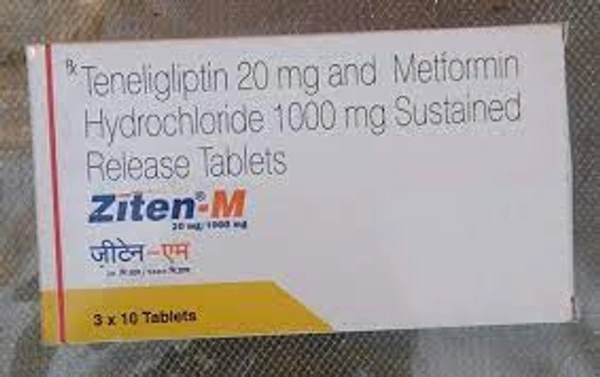 Rx Teneligliptin 20 mg and Metformin
Hydrochloride 1000 mg Sustained
Release Tablets
Ziten®-M
20 mg/1000 mg
ज़ीटेन-एम
3 x 10 Tablets